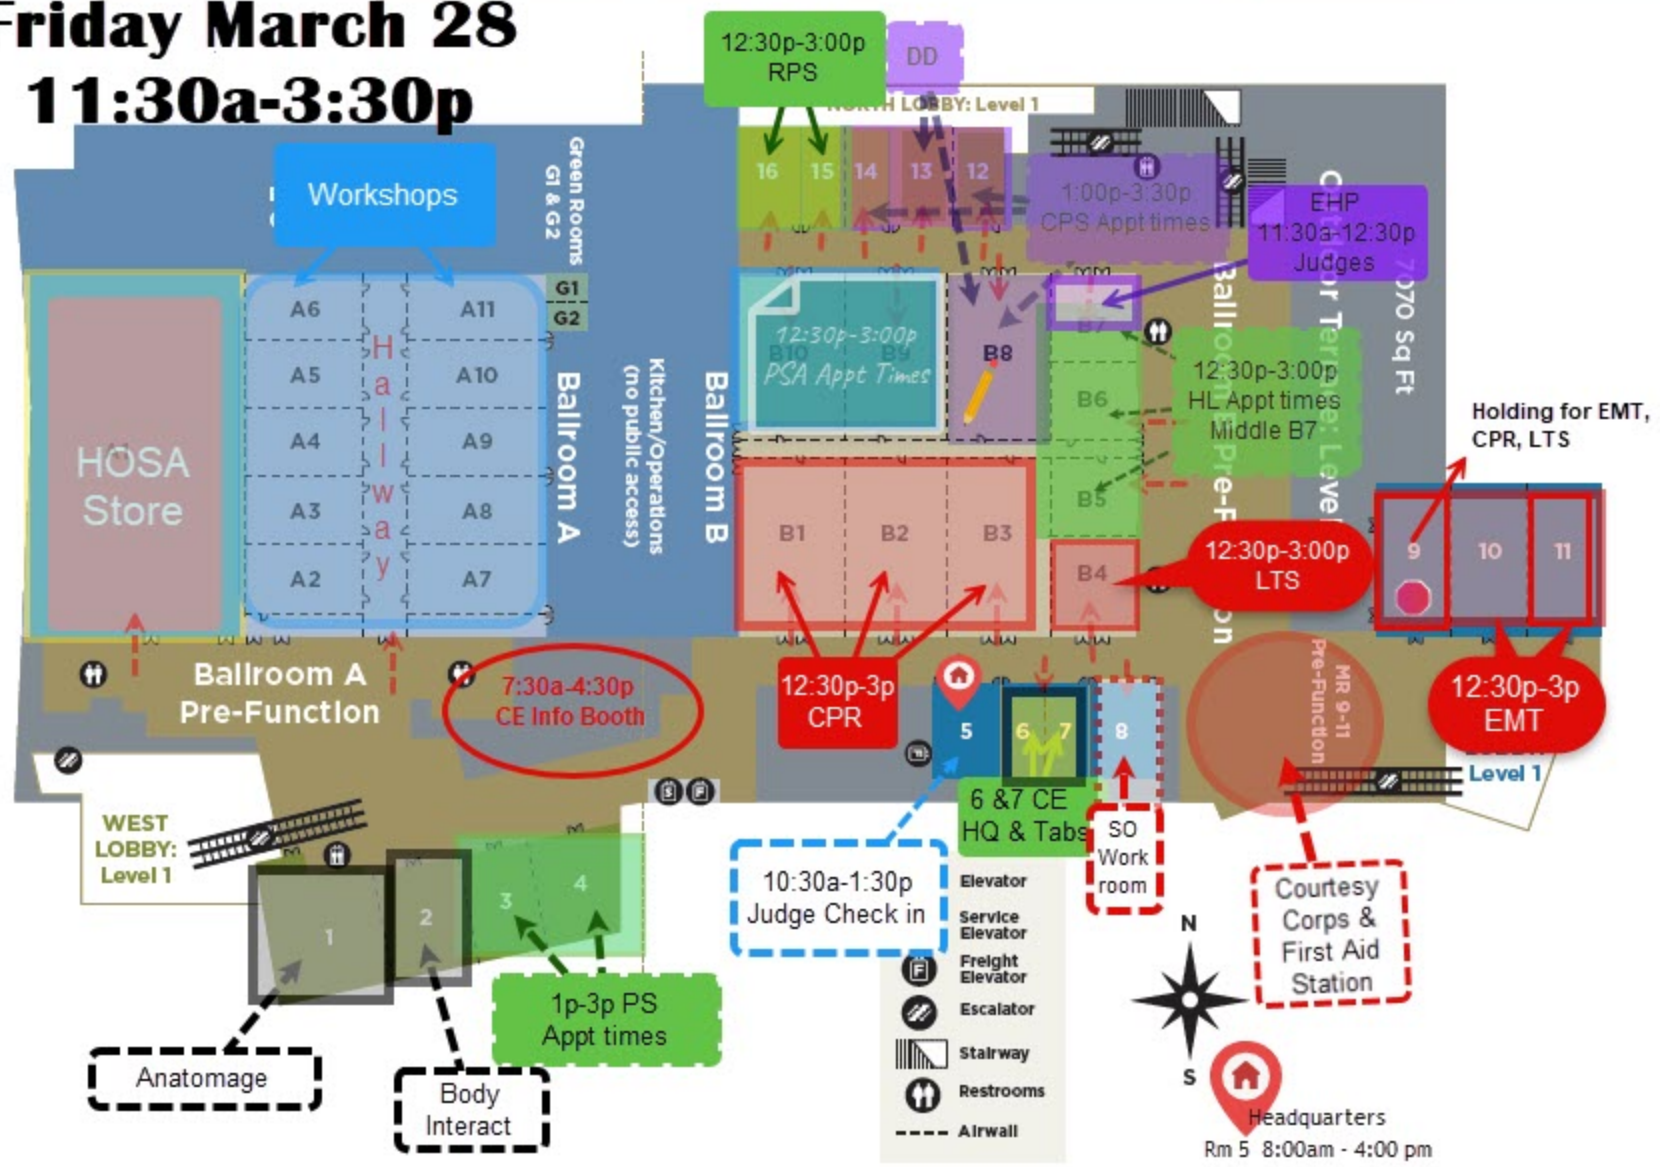 Friday March 28
11:30a-3:30p
12:30p-3:00p
RPS
DD
NORTH LOBBY: Level 1
Workshops
Green Rooms
G1 & G2
16
15
14
13
12
1:00p-3:30p
CPS Appt times
EHP
11:30a-12:30p
Judges
7070 Sq Ft
HOSA
Store
A6
A5
A4
A3
A2
Hallway
A11
A10
A9
A8
A7
G1
G2
Ballroom A
Kitchen/Operations
(no public access)
Ballroom B
B10
B9
12:30p-3:00p
PSA Appt Times
B8
B7
B6
B5
B4
12:30p-3:00p
HL Appt times
Middle B7
B1
B2
B3
12:30p-3:00p
LTS
Holding for EMT,
CPR, LTS
9
10
11
Ballroom A
Pre-Function
7:30a-4:30p
CE Info Booth
12:30p-3p
CPR
5
6
7
8
MR 9-11
Pre-Function
12:30p-3p
EMT
Level 1
WEST
LOBBY:
Level 1
1
2
3
4
6 &7 CE
HQ & Tabs
SO
Work
room
10:30a-1:30p
Judge Check in
Courtesy
Corps &
First Aid
Station
1p-3p PS
Appt times
Anatomage
Body
Interact
Elevator
Service
Elevator
Freight
Elevator
Escalator
Stairway
Restrooms
Airwall
N
S
Headquarters
Rm 5 8:00am - 4:00 pm